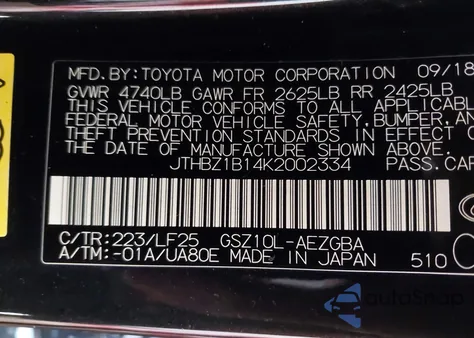 MFD.BY:TOYOTA MOTOR CORPORATION 09/18
GVWR 4740LB GAWR FR 2625LB RR 2425LB
THIS VEHICLE CONFORMS TO ALL APPLICABLE
FEDERAL MOTOR VEHICLE SAFETY, BUMPER, AND
THEFT PREVENTION STANDARDS IN EFFECT
THE DATE OF MANUFACTURE SHOWN ABOVE.
JTHBZ1B14K2002334 PASS.CAR
C/TR:223/LF25 GSZ10L-AEZGBA
A/TM:-01A/UA80E MADE IN JAPAN 510
autoSnap